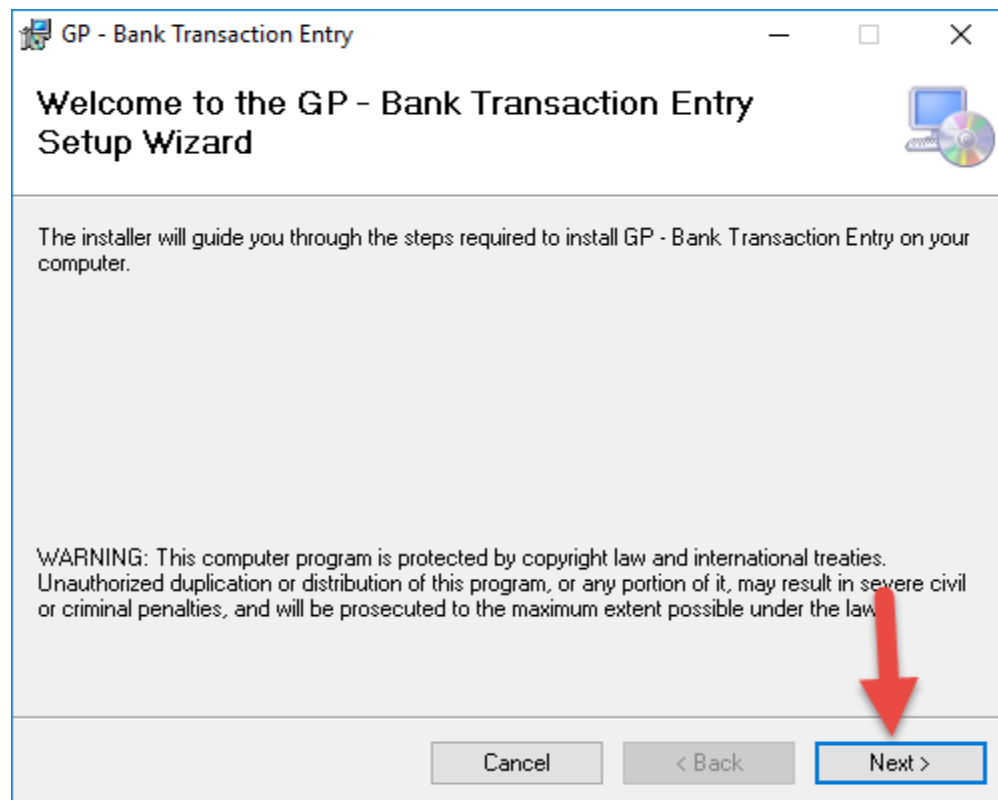 GP - Bank Transaction Entry
Welcome to the GP - Bank Transaction Entry
Setup Wizard
The installer will guide you through the steps required to install GP - Bank Transaction Entry on your
computer.
WARNING: This computer program is protected by copyright law and international treaties.
Unauthorized duplication or distribution of this program, or any portion of it, may result in severe civil
or criminal penalties, and will be prosecuted to the maximum extent possible under the law
Cancel
< Back
Next >